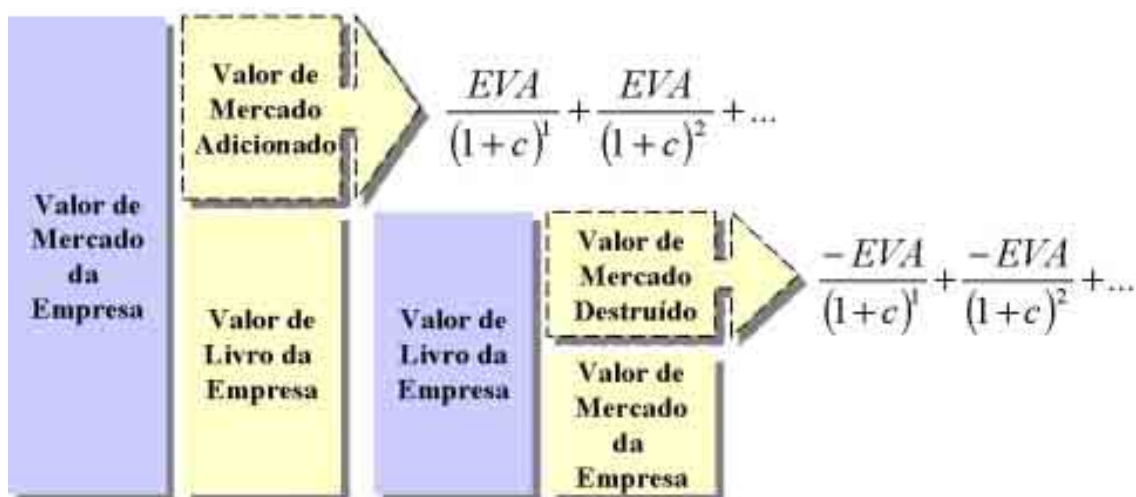 Valor de
Mercado
da
Empresa
Valor de
Mercado
Adicionado
EVA/(1+c)^1 + EVA/(1+c)^2 + ...
Valor de
Livro da
Empresa
Valor de
Livro da
Empresa
Valor de
Mercado
Destruído
-EVA/(1+c)^1 + -EVA/(1+c)^2 + ...
Valor de
Mercado
da
Empresa